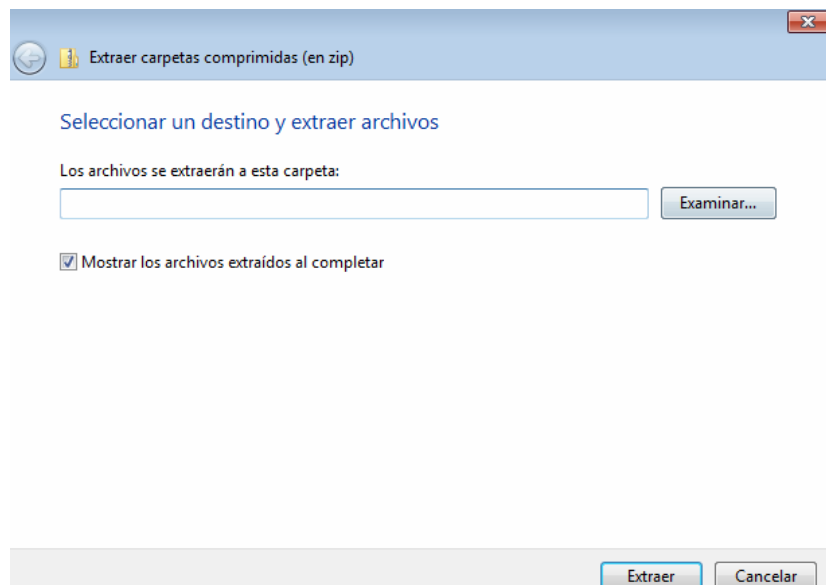 Extraer carpetas comprimidas (en zip)
Seleccionar un destino y extraer archivos
Los archivos se extraerán a esta carpeta:
Examinar...
Mostrar los archivos extraídos al completar
Extraer Cancelar